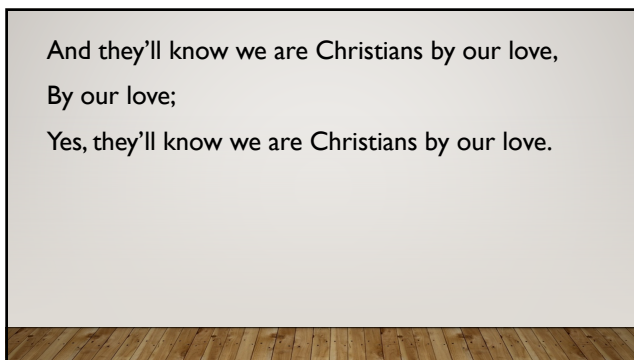 And they’ll know we are Christians by our love,
By our love;
Yes, they’ll know we are Christians by our love.